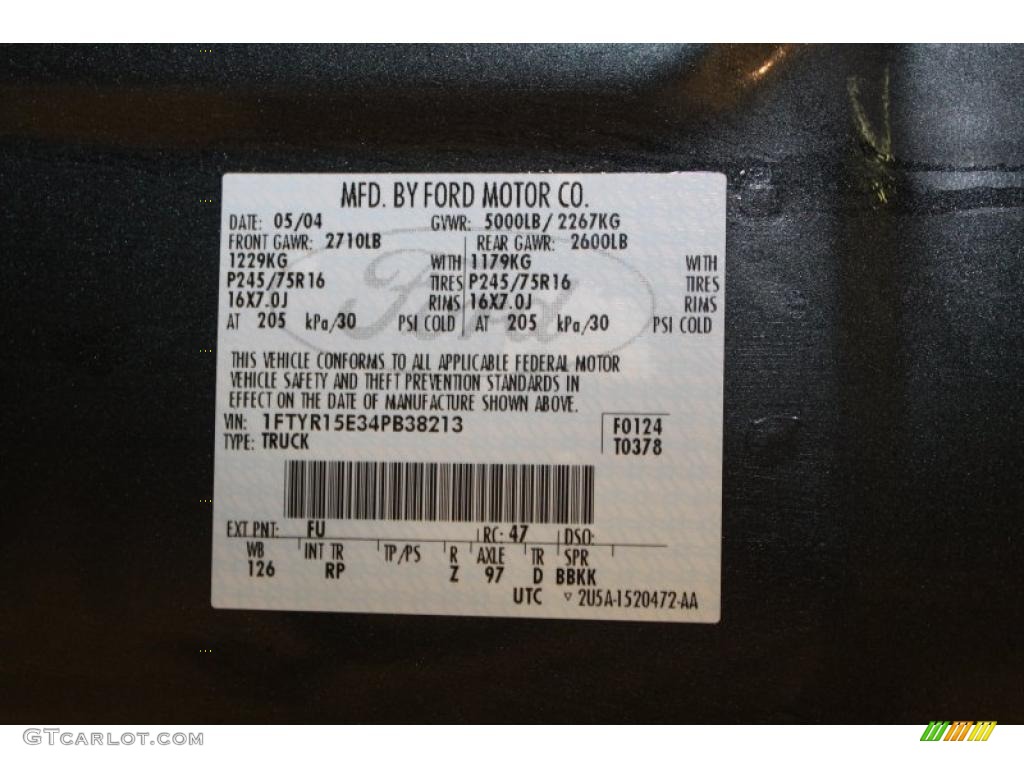 MFD. BY FORD MOTOR CO.
DATE: 05/04 GVWR: 5000LB/ 2267KG
FRONT GAWR: 2710LB REAR GAWR: 2600LB
1229KG WITH 1179KG WITH
P245/75R16 TIRES P245/75R16 TIRES
16X7.0J RIMS 16X7.0J RIMS
AT 205 kPa/30 PSI COLD AT 205 kPa/30 PSI COLD
Ford
THIS VEHICLE CONFORMS TO ALL APPLICABLE FEDERAL MOTOR
VEHICLE SAFETY AND THEFT PREVENTION STANDARDS IN
EFFECT ON THE DATE OF MANUFACTURE SHOWN ABOVE.
VIN: 1FTYR15E34PB38213 F0124
TYPE: TRUCK T0378
EXT PNT: FU RC: 47 DSO:
WB INT TR TP/PS R AXLE TR SPR
126 RP Z 97 D BBKK
UTC ▽ 2U5A-1520472-AA
GTcarlot.com